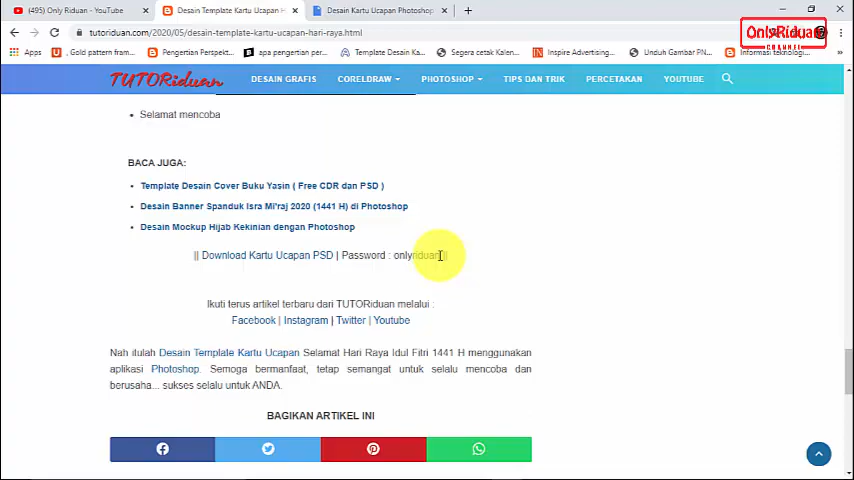 (495) Only Riduan - YouTube
Desain Template Kartu Ucapan H
Desain Kartu Ucapan Photoshop
tutoriduan.com/2020/05/desain-template-kartu-ucapan-hari-raya.html
OnlyRiduan
CHANNEL
Apps
, Gold pattern fram...
Pengertian Perspekt...
apa pengertian per...
Template Desain Ka...
Segera cetak Kalen...
Inspire Advertising...
Unduh Gambar PN...
Informasi teknologi...
TUTORiduan
DESAIN GRAFIS
CORELDRAW
PHOTOSHOP
TIPS DAN TRIK
PERCETAKAN
YOUTUBE
• Selamat mencoba
BACA JUGA:
• Template Desain Cover Buku Yasin ( Free CDR dan PSD )
• Desain Banner Spanduk Isra Mi'raj 2020 (1441 H) di Photoshop
• Desain Mockup Hijab Kekinian dengan Photoshop
|| Download Kartu Ucapan PSD | Password : onlyriduan ||
Ikuti terus artikel terbaru dari TUTORiduan melalui :
Facebook | Instagram | Twitter | Youtube
Nah itulah Desain Template Kartu Ucapan Selamat Hari Raya Idul Fitri 1441 H menggunakan
aplikasi Photoshop. Semoga bermanfaat, tetap semangat untuk selalu mencoba dan
berusaha... sukses selalu untuk ANDA.
BAGIKAN ARTIKEL INI